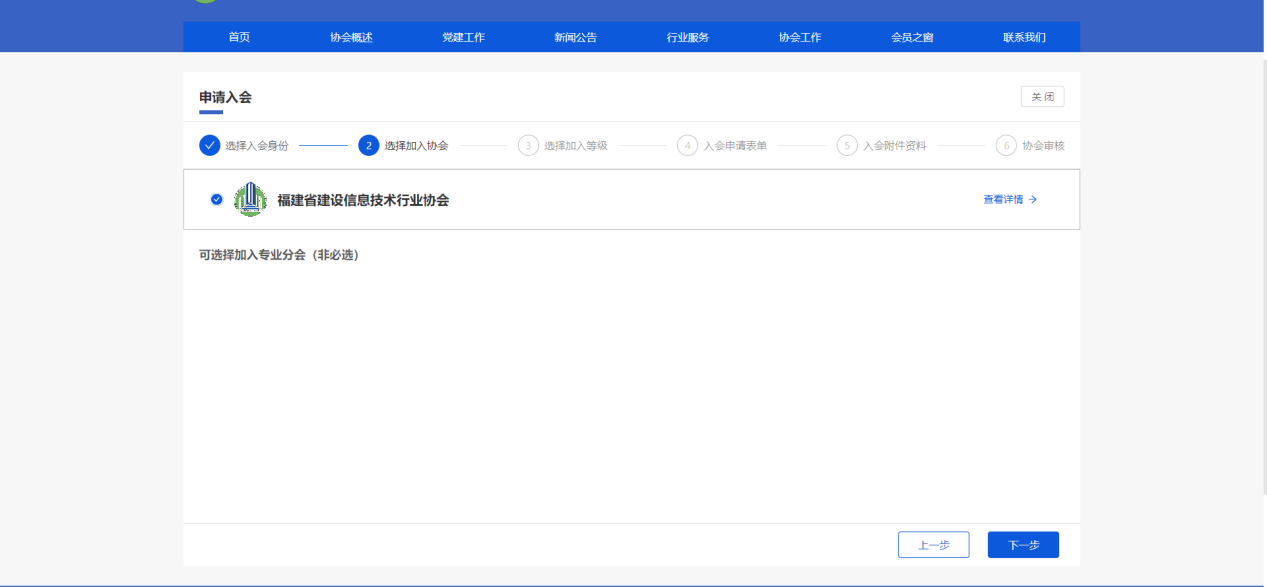 首页 协会概述 党建工作 新闻公告 行业服务 协会工作 会员之窗 联系我们
申请入会 关闭
选择入会身份 2 选择加入协会 3 选择加入等级 4 入会申请表单 5 入会附件资料 6 协会审核
福建省建设信息技术行业协会 查看详情 →
可选择加入专业分会（非必选）
上一步 下一步